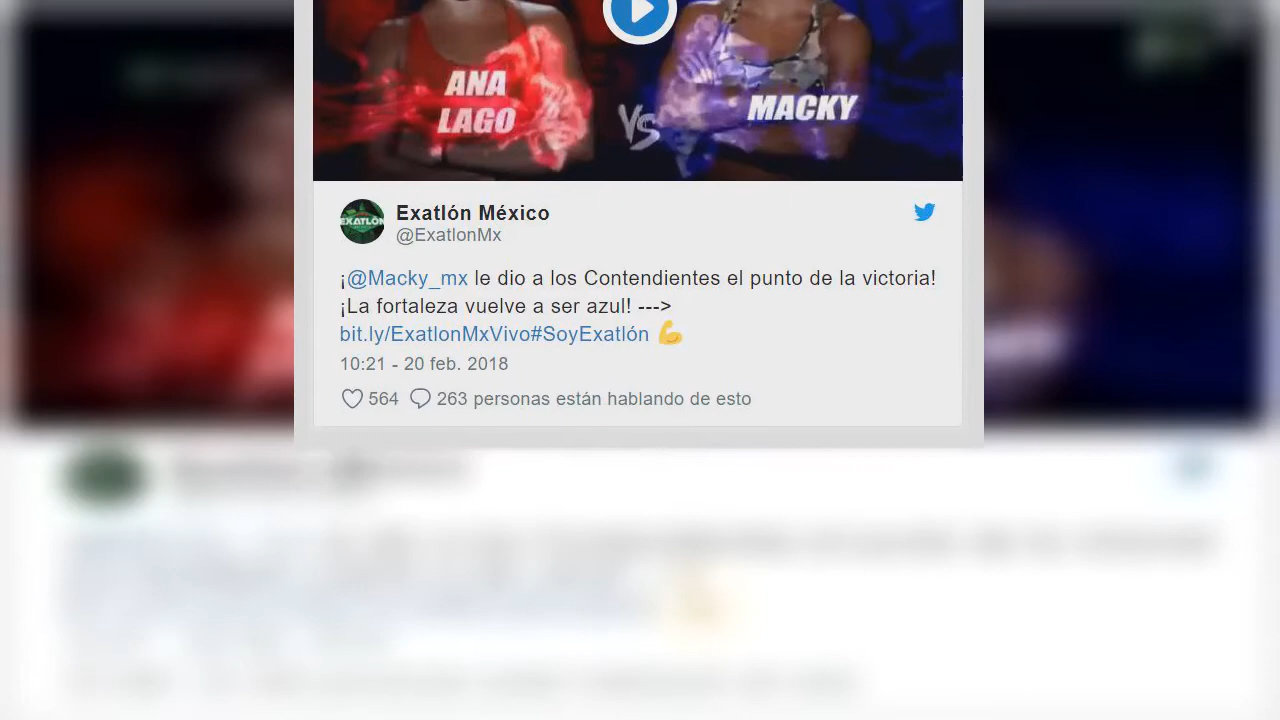 ANA
LAGO
VS
MACKY
EXATLÓN
Exatlón México
@ExatlonMx
¡@Macky_mx le dio a los Contendientes el punto de la victoria!
¡La fortaleza vuelve a ser azul! --->
bit.ly/ExatlonMxVivo#SoyExatlón 💪
10:21 - 20 feb. 2018
564 263 personas están hablando de esto